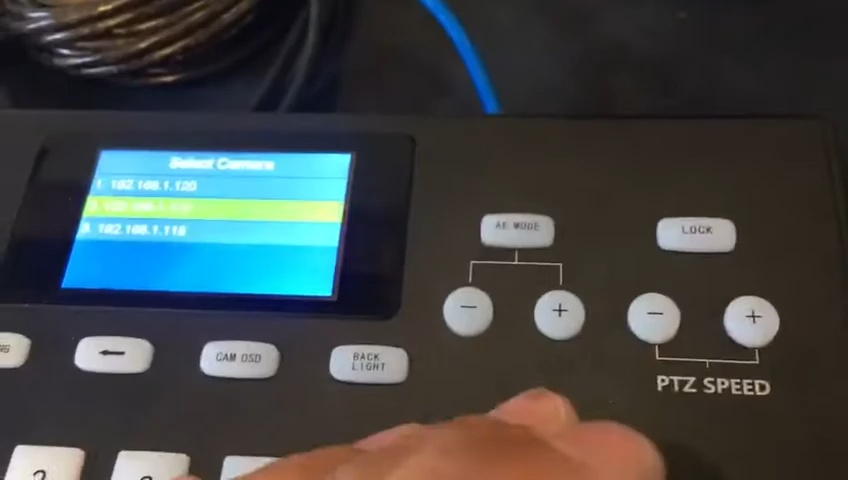 Select Camera
1. 192.168.1.120
3. 192.168.1.118
AE MODE
LOCK
CAM OSD
BACK
LIGHT
PTZ SPEED